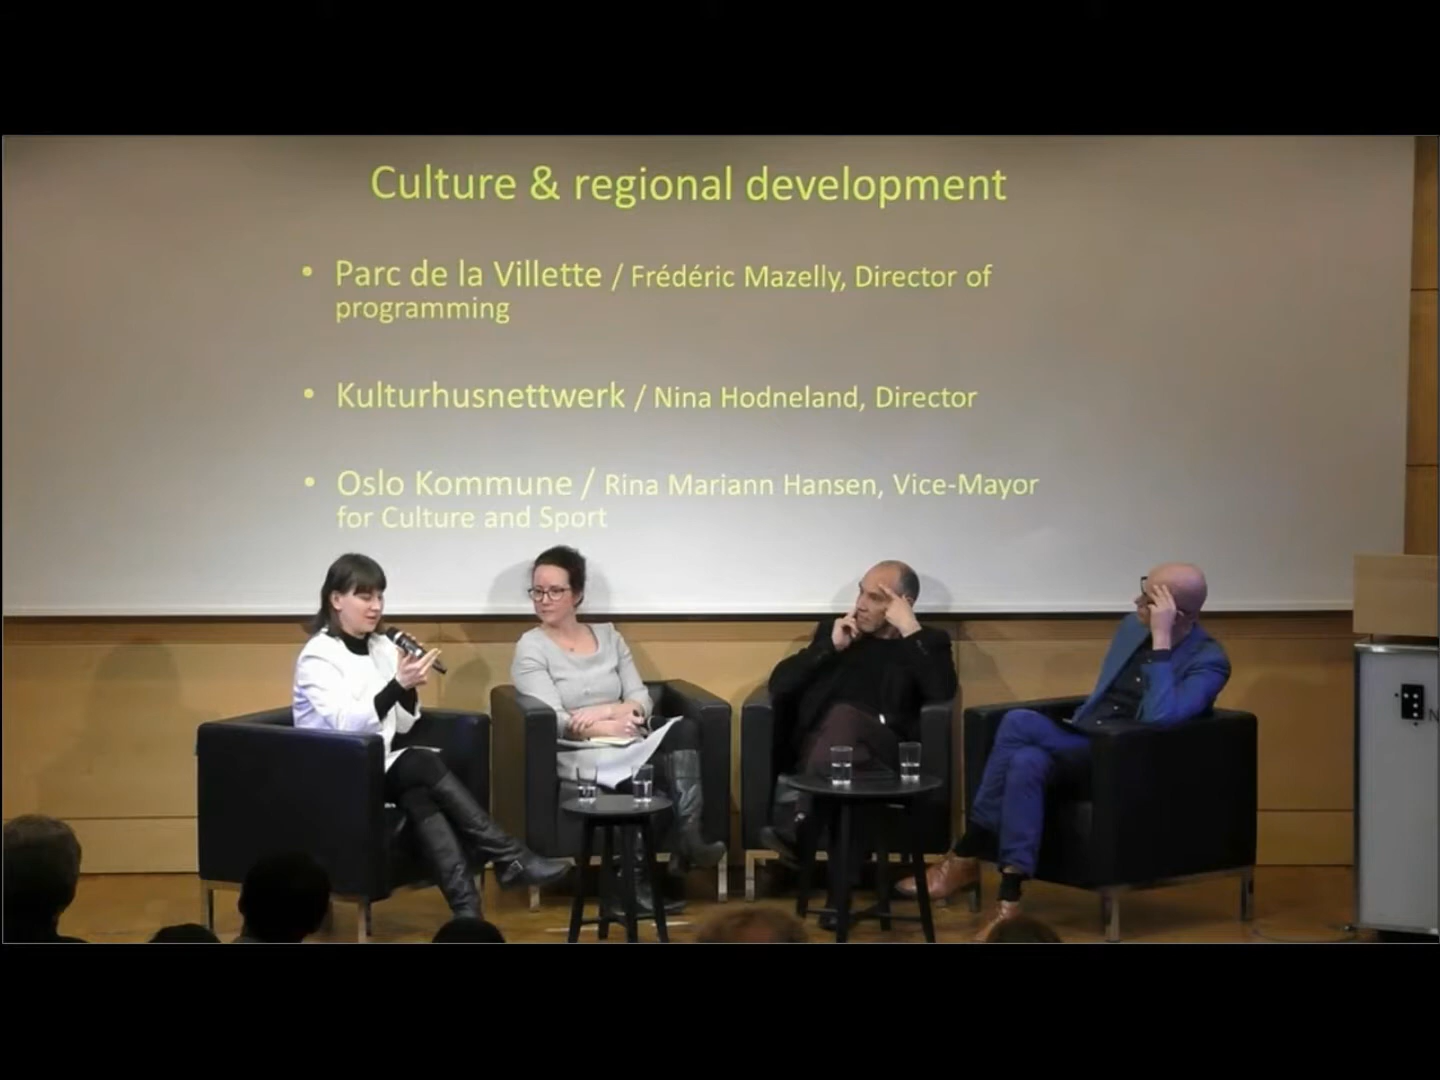 Culture & regional development
• Parc de la Villette / Frédéric Mazelly, Director of
programming
• Kulturhusnettwerk / Nina Hodneland, Director
• Oslo Kommune / Rina Mariann Hansen, Vice-Mayor
for Culture and Sport
N